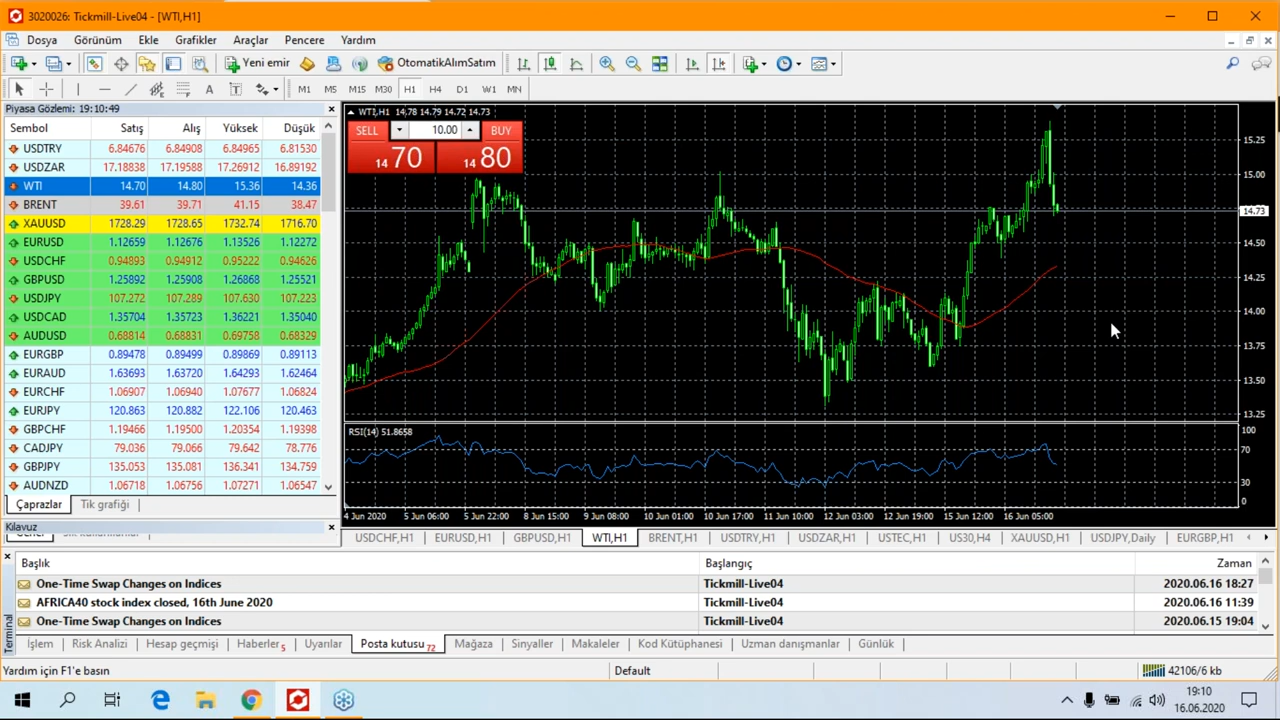 3020026: Tickmill-Live04 - [WTI,H1]
Dosya Görünüm Ekle Grafikler Araçlar Pencere Yardım
Yeni emir OtomatikAlımSatım
A T M1 M5 M15 M30 H1 H4 D1 W1 MN
Piyasa Gözlemi: 19:10:49
Sembol Satış Alış Yüksek Düşük
USDTRY 6.84676 6.84908 6.84965 6.81530
USDZAR 17.18838 17.19588 17.26912 16.89192
WTI 14.70 14.80 15.36 14.36
BRENT 39.61 39.71 41.15 38.47
XAUUSD 1728.29 1728.65 1732.74 1716.70
EURUSD 1.12659 1.12676 1.13526 1.12272
USDCHF 0.94893 0.94912 0.95222 0.94626
GBPUSD 1.25892 1.25908 1.26868 1.25521
USDJPY 107.272 107.289 107.630 107.223
USDCAD 1.35704 1.35723 1.36221 1.35040
AUDUSD 0.68814 0.68831 0.69758 0.68329
EURGBP 0.89478 0.89499 0.89869 0.89113
EURAUD 1.63693 1.63720 1.64293 1.62464
EURCHF 1.06907 1.06940 1.07677 1.06824
EURJPY 120.863 120.882 122.106 120.463
GBPCHF 1.19466 1.19500 1.20354 1.19398
CADJPY 79.036 79.066 79.642 78.776
GBPJPY 135.053 135.081 136.341 134.759
AUDNZD 1.06718 1.06756 1.07271 1.06547
Çaprazlar Tik grafiği
Kılavuz
WTI,H1 14.78 14.79 14.72 14.73
SELL 10.00 BUY
14 70 14 80
15.25
15.00
14.73
14.50
14.25
14.00
13.75
13.50
13.25
RSI(14) 51.8658
100
70
30
0
4 Jun 2020 5 Jun 06:00 5 Jun 22:00 8 Jun 15:00 9 Jun 08:00 10 Jun 01:00 10 Jun 17:00 11 Jun 10:00 12 Jun 03:00 12 Jun 19:00 15 Jun 12:00 16 Jun 05:00
USDCHF,H1 EURUSD,H1 GBPUSD,H1 WTI,H1 BRENT,H1 USDTRY,H1 USDZAR,H1 USTEC,H1 US30,H4 XAUUSD,H1 USDJPY,Daily EURGBP,H1
Başlık Başlangıç Zaman
One-Time Swap Changes on Indices Tickmill-Live04 2020.06.16 18:27
AFRICA40 stock index closed, 16th June 2020 Tickmill-Live04 2020.06.16 11:39
One-Time Swap Changes on Indices Tickmill-Live04 2020.06.15 19:04
Terminal
İşlem Risk Analizi Hesap geçmişi Haberler 5 Uyarılar Posta kutusu 72 Mağaza Sinyaller Makaleler Kod Kütüphanesi Uzman danışmanlar Günlük
Yardım için F1'e basın Default 42106/6 kb
19:10
16.06.2020